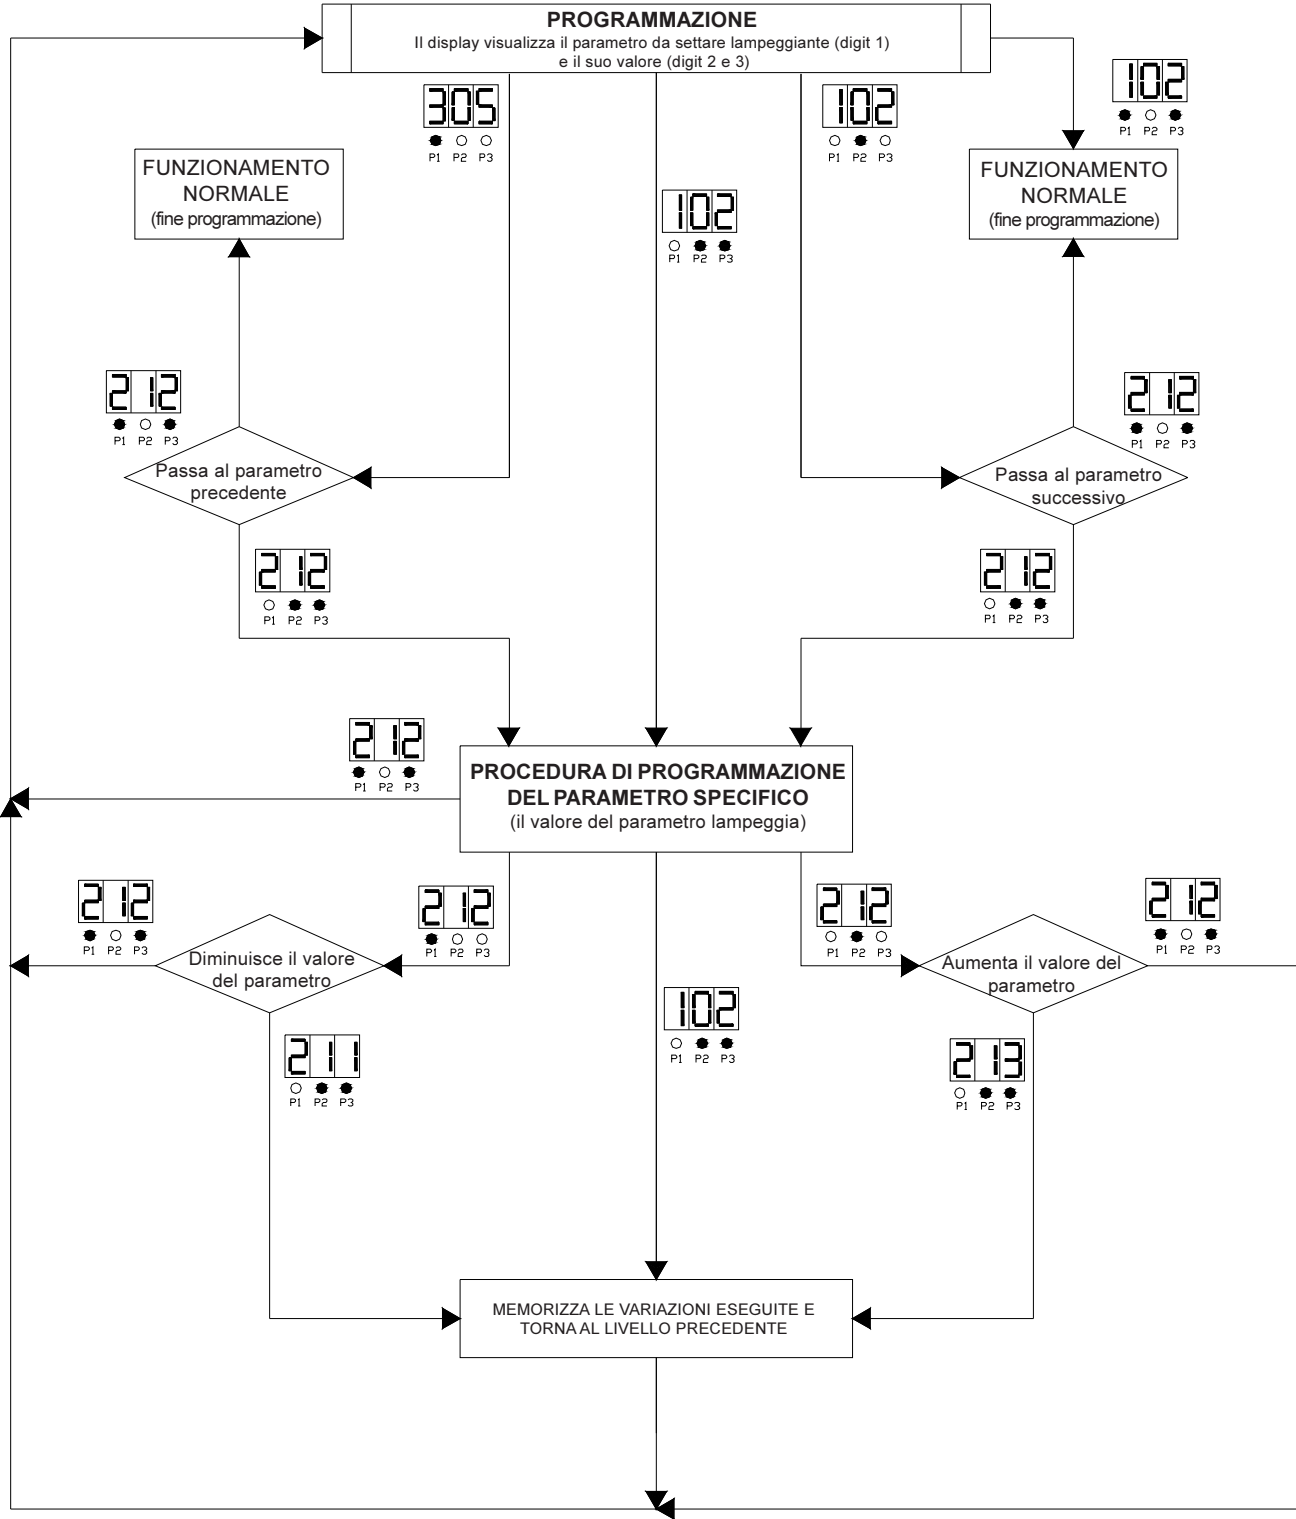 PROGRAMMAZIONE
Il display visualizza il parametro da settare lampeggiante (digit 1)
e il suo valore (digit 2 e 3)
305
P1 P2 P3
102
P1 P2 P3
102
P1 P2 P3
FUNZIONAMENTO
NORMALE
(fine programmazione)
102
P1 P2 P3
FUNZIONAMENTO
NORMALE
(fine programmazione)
212
P1 P2 P3
212
P1 P2 P3
Passa al parametro
precedente
Passa al parametro
successivo
212
P1 P2 P3
212
P1 P2 P3
212
P1 P2 P3
PROCEDURA DI PROGRAMMAZIONE
DEL PARAMETRO SPECIFICO
(il valore del parametro lampeggia)
212
P1 P2 P3
212
P1 P2 P3
212
P1 P2 P3
212
P1 P2 P3
Diminuisce il valore
del parametro
Aumenta il valore del
parametro
102
P1 P2 P3
211
P1 P2 P3
213
P1 P2 P3
MEMORIZZA LE VARIAZIONI ESEGUITE E
TORNA AL LIVELLO PRECEDENTE